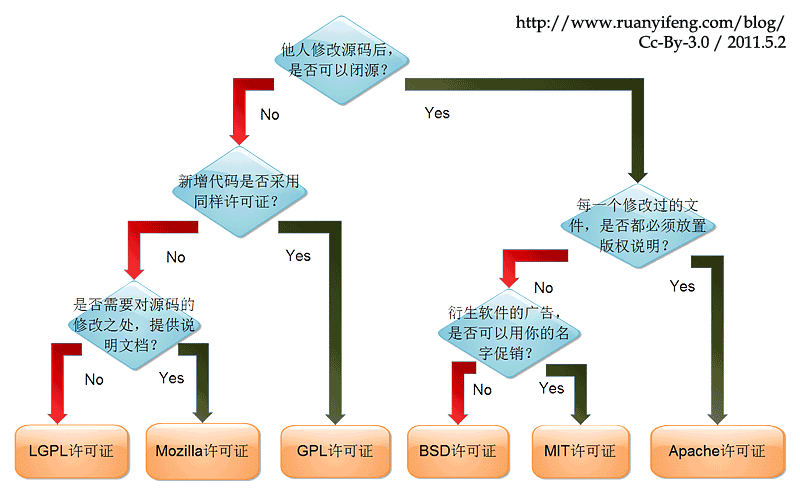 http://www.ruanyifeng.com/blog/
Cc-By-3.0 / 2011.5.2
他人修改源码后，
是否可以闭源？
No
Yes
新增代码是否采用
同样许可证？
每一个修改过的文
件，是否都必须放置
版权说明？
No
Yes
No
Yes
是否需要对源码的
修改之处，提供说
明文档？
衍生软件的广告，
是否可以用你的名
字促销？
No
Yes
No
Yes
LGPL许可证
Mozilla许可证
GPL许可证
BSD许可证
MIT许可证
Apache许可证